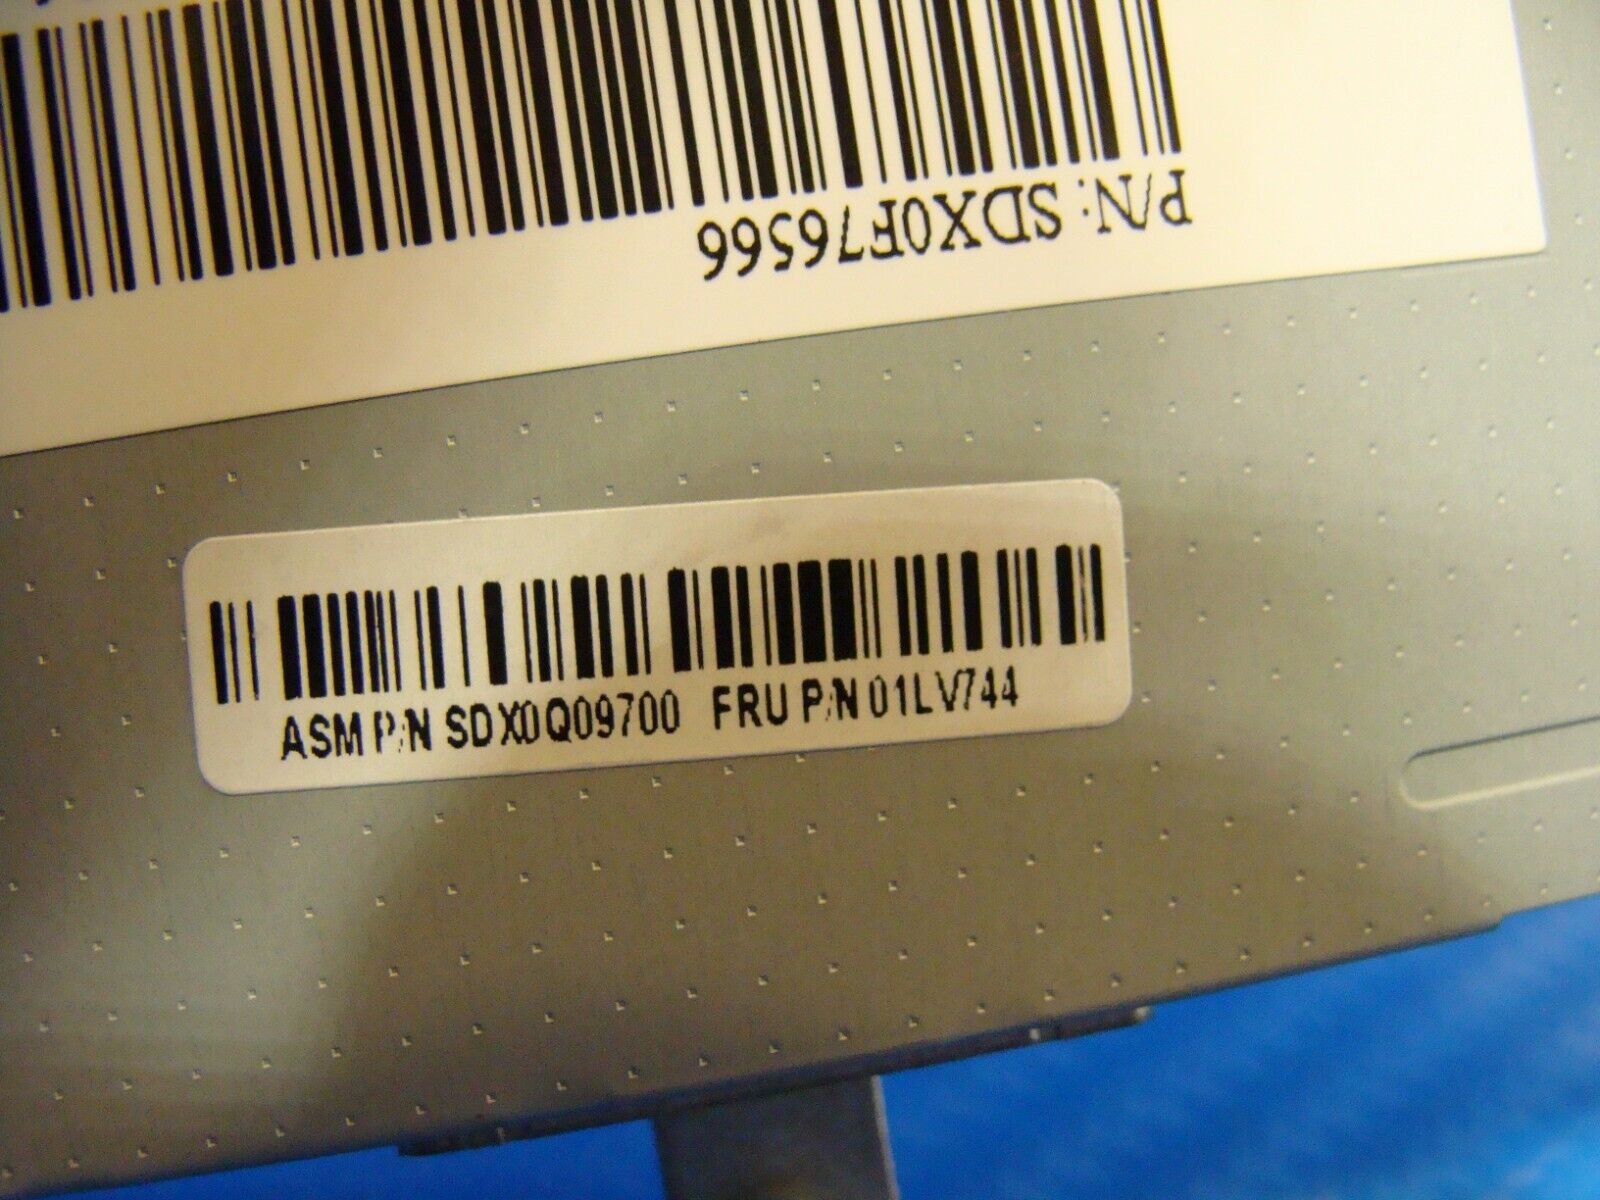 P/N: SDX0F76566
ASM P/N SDX0Q09700 FRU P/N 01LV744